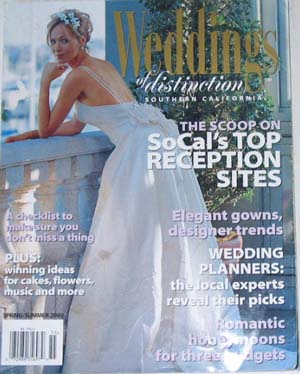 Weddings
of distinction
SOUTHERN CALIFORNIA
THE SCOOP ON
SoCal's TOP
RECEPTION
SITES
A checklist to
make sure you
don't miss a thing
Elegant gowns,
designer trends
PLUS:
winning ideas
for cakes, flowers,
music and more
WEDDING
PLANNERS:
the local experts
reveal their picks
SPRING-SUMMER
Romantic
honeymoons
for three budgets